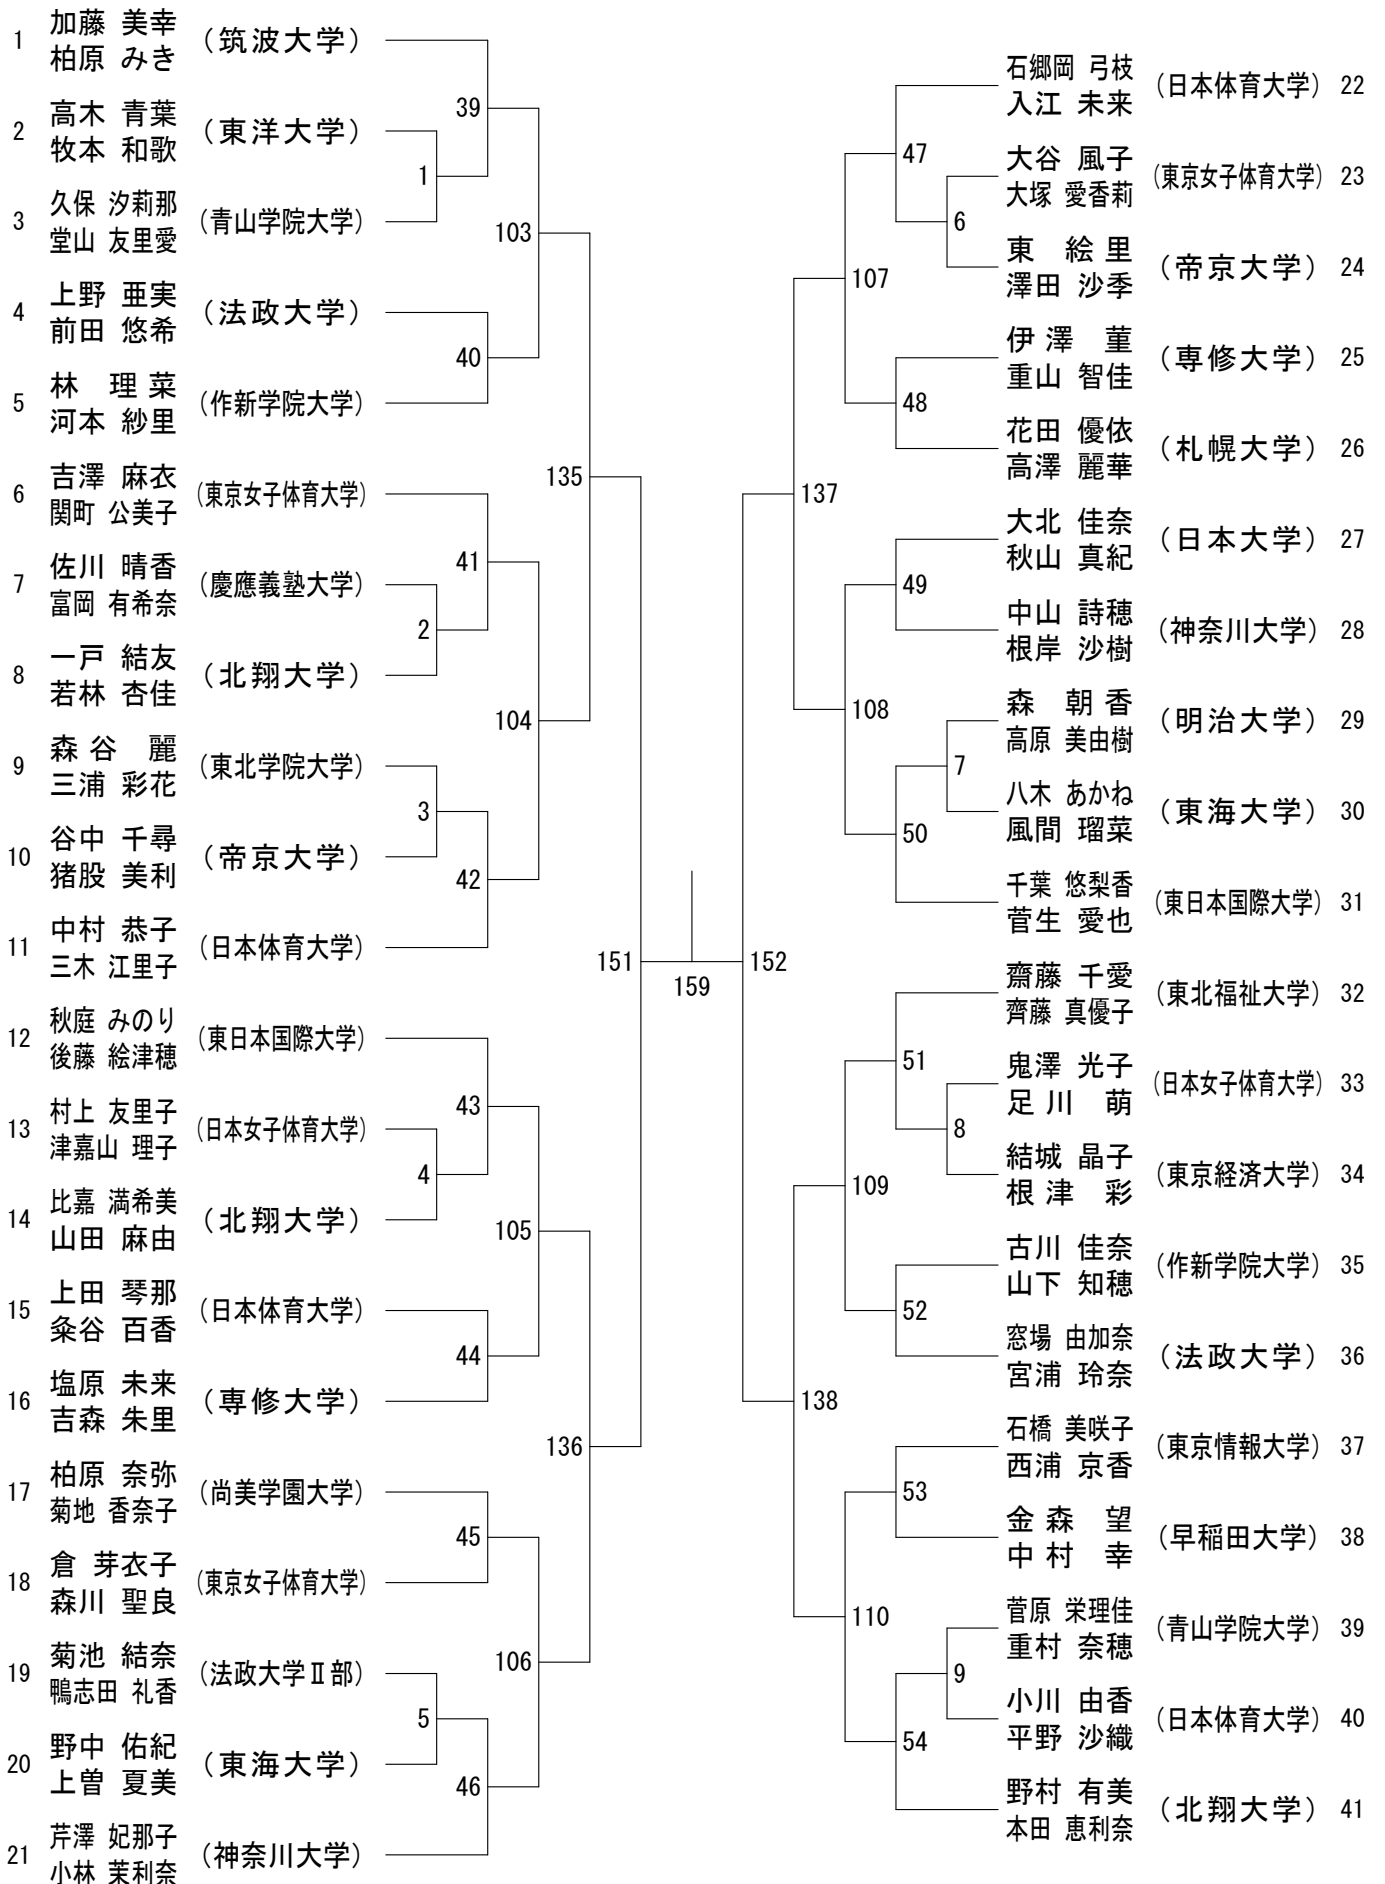 1 加藤 美幸 (筑波大学)
柏原 みき
2 高木 青葉 (東洋大学)
牧本 和歌
3 久保 汐莉那 (青山学院大学)
堂山 友里愛
4 上野 亜実 (法政大学)
前田 悠希
5 林 理菜 (作新学院大学)
河本 紗里
6 吉澤 麻衣 (東京女子体育大学)
関町 公美子
7 佐川 晴香 (慶應義塾大学)
富岡 有希奈
8 一戸 結友 (北翔大学)
若林 杏佳
9 森谷 麗 (東北学院大学)
三浦 彩花
10 谷中 千尋 (帝京大学)
猪股 美利
11 中村 恭子 (日本体育大学)
三木 江里子
12 秋庭 みのり (東日本国際大学)
後藤 絵津穂
13 村上 友里子 (日本女子体育大学)
津嘉山 理子
14 比嘉 満希美 (北翔大学)
山田 麻由
15 上田 琴那 (日本体育大学)
粂谷 百香
16 塩原 未来 (専修大学)
吉森 朱里
17 柏原 奈弥 (尚美学園大学)
菊地 香奈子
18 倉 芽衣子 (東京女子体育大学)
森川 聖良
19 菊池 結奈 (法政大学Ⅱ部)
鴨志田 礼香
20 野中 佑紀 (東海大学)
上曽 夏美
21 芹澤 妃那子 (神奈川大学)
小林 茉利奈
1
2
3
4
5
39
40
41
42
43
44
45
46
103
104
105
106
135
136
151
159
152
137
138
107
108
109
110
47
48
49
50
51
52
53
54
6
7
8
9
石郷岡 弓枝 (日本体育大学) 22
入江 未来
大谷 風子 (東京女子体育大学) 23
大塚 愛香莉
東 絵里 (帝京大学) 24
澤田 沙季
伊澤 菫 (専修大学) 25
重山 智佳
花田 優依 (札幌大学) 26
高澤 麗華
大北 佳奈 (日本大学) 27
秋山 真紀
中山 詩穂 (神奈川大学) 28
根岸 沙樹
森 朝香 (明治大学) 29
高原 美由樹
八木 あかね (東海大学) 30
風間 瑠菜
千葉 悠梨香 (東日本国際大学) 31
菅生 愛也
齋藤 千愛 (東北福祉大学) 32
齊藤 真優子
鬼澤 光子 (日本女子体育大学) 33
足川 萌
結城 晶子 (東京経済大学) 34
根津 彩
古川 佳奈 (作新学院大学) 35
山下 知穂
窓場 由加奈 (法政大学) 36
宮浦 玲奈
石橋 美咲子 (東京情報大学) 37
西浦 京香
金森 望 (早稲田大学) 38
中村 幸
菅原 栄理佳 (青山学院大学) 39
重村 奈穂
小川 由香 (日本体育大学) 40
平野 沙織
野村 有美 (北翔大学) 41
本田 恵利奈